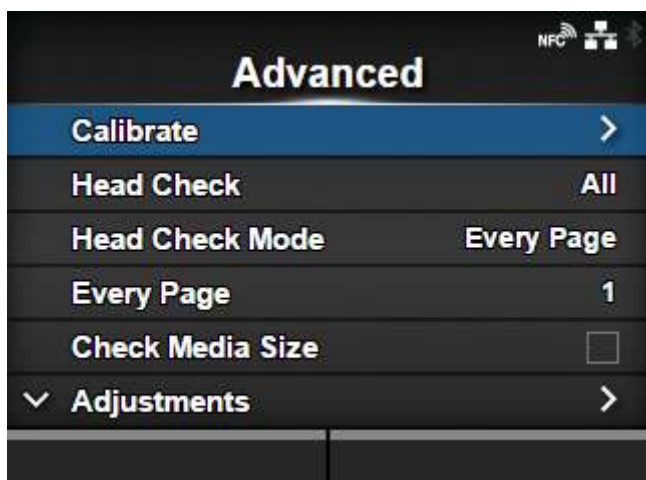 NFC
Advanced
Calibrate
Head Check All
Head Check Mode Every Page
Every Page 1
Check Media Size
Adjustments